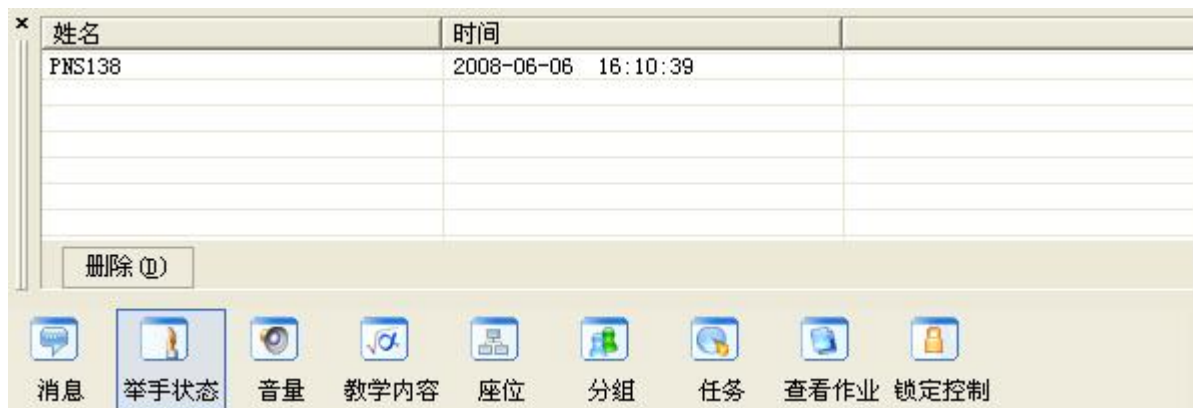 姓名 时间
PNS138 2008-06-06 16:10:39
删除(D)
消息 举手状态 音量 教学内容 座位 分组 任务 查看作业 锁定控制